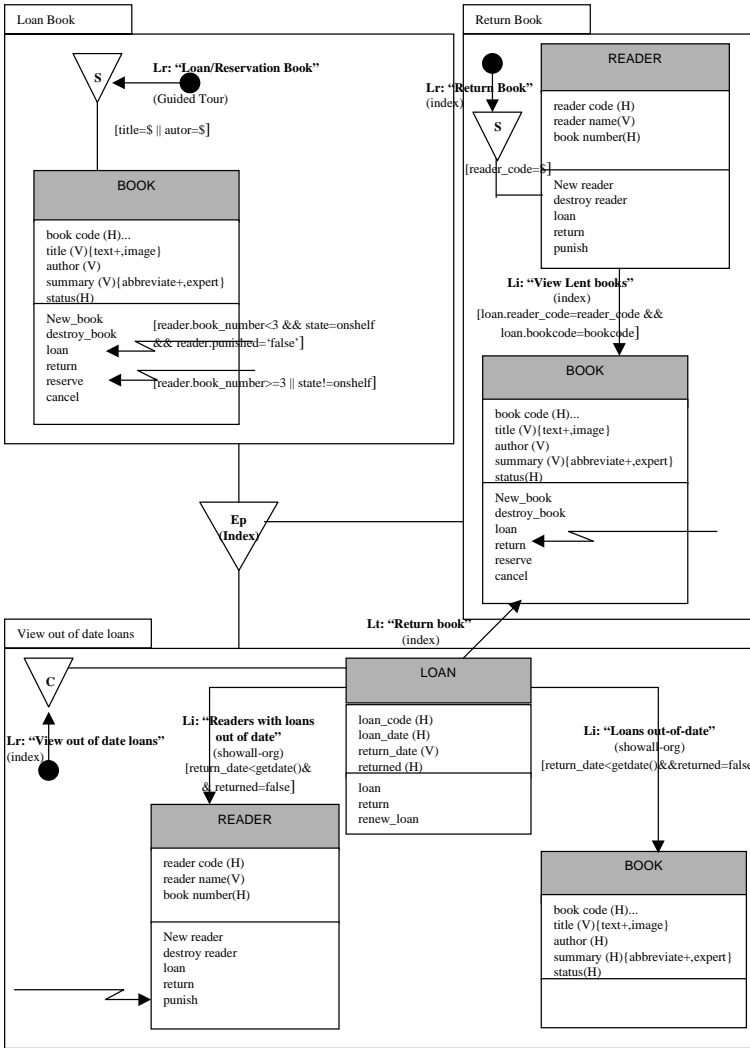 Loan Book
S
Lr: “Loan/Reservation Book”
(Guided Tour)
[title=$ || autor=$]
BOOK
book code (H)...
title (V){text+,image}
author (V)
summary (V){abbreviate+,expert}
status(H)
New_book
destroy_book
loan
return
reserve
cancel
[reader.book_number<3 && state=onshelf
&& reader.punished=‘false’]
[reader.book_number>=3 || state!=onshelf]
Return Book
Lr: “Return Book”
(index)
S
[reader_code=$]
READER
reader code (H)
reader name(V)
book number(H)
New reader
destroy reader
loan
return
punish
Li: “View Lent books”
(index)
[loan.reader_code=reader_code &&
loan.bookcode=bookcode]
BOOK
book code (H)...
title (V){text+,image}
author (V)
summary (V){abbreviate+,expert}
status(H)
New_book
destroy_book
loan
return
reserve
cancel
Ep
(Index)
Lt: “Return book”
(index)
View out of date loans
C
Lr: “View out of date loans”
(index)
LOAN
loan_code (H)
loan_date (H)
return_date (V)
returned (H)
loan
return
renew_loan
Li: “Readers with loans
out of date”
(showall-org)
[return_date<getdate()&
& returned=false]
READER
reader code (H)
reader name(V)
book number(H)
New reader
destroy reader
loan
return
punish
Li: “Loans out-of-date”
(showall-org)
[return_date<getdate()&&returned=false
BOOK
book code (H)...
title (V){text+,image}
author (H)
summary (H){abbreviate+,expert}
status(H)